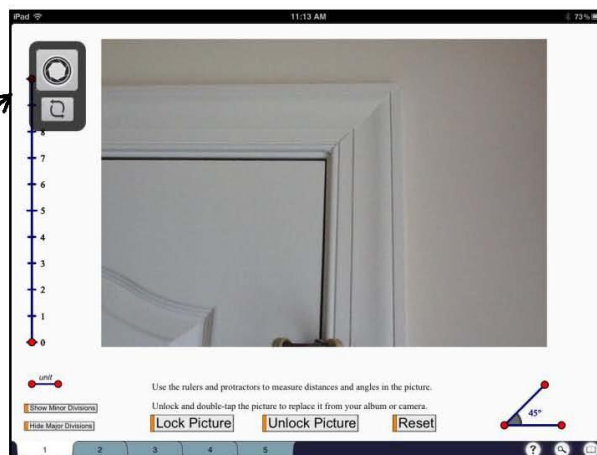 iPad 11:13 AM 73%
8
7
6
5
4
3
2
1
0
unit
Use the rulers and protractors to measure distances and angles in the picture.
Show Minor Divisions
Unlock and double-tap the picture to replace it from your album or camera.
45°
Hide Major Divisions
Lock Picture Unlock Picture Reset
1 2 3 4 5 ?